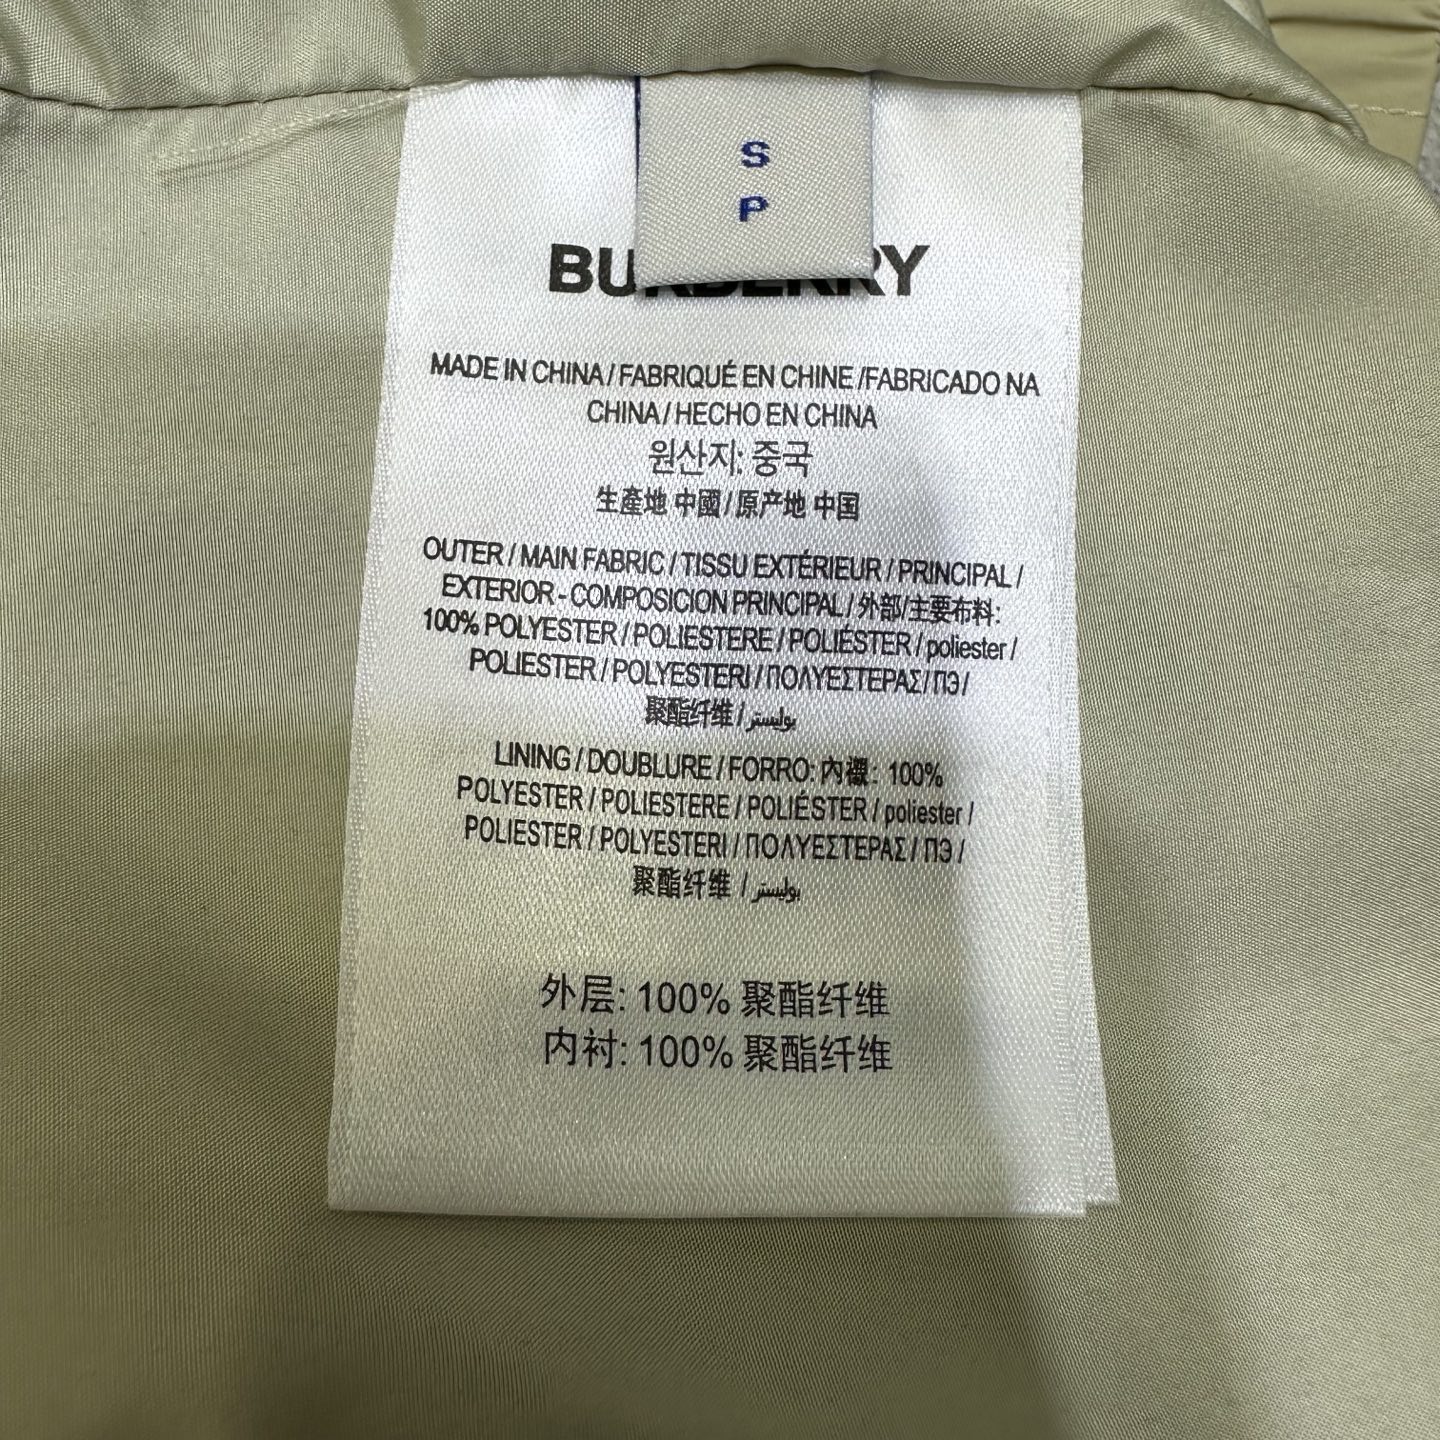 S
P
BURBERRY
MADE IN CHINA / FABRIQUÉ EN CHINE /FABRICADO NA
CHINA / HECHO EN CHINA
원산지: 중국
生產地 中國 / 原产地 中国
OUTER / MAIN FABRIC / TISSU EXTÉRIEUR / PRINCIPAL /
EXTERIOR - COMPOSICION PRINCIPAL / 外部/主要布料:
100% POLYESTER / POLIESTERE / POLIÉSTER / poliester /
POLIESTER / POLYESTERI / ΠΟΛΥΕΣΤΕΡΑΣ / ПЭ /
聚酯纤维 / بوليستر
LINING / DOUBLURE / FORRO: 內襯: 100%
POLYESTER / POLIESTERE / POLIÉSTER / poliester /
POLIESTER / POLYESTERI / ΠΟΛΥΕΣΤΕΡΑΣ / ПЭ /
聚酯纤维 / بوليستر
外层: 100% 聚酯纤维
内衬: 100% 聚酯纤维